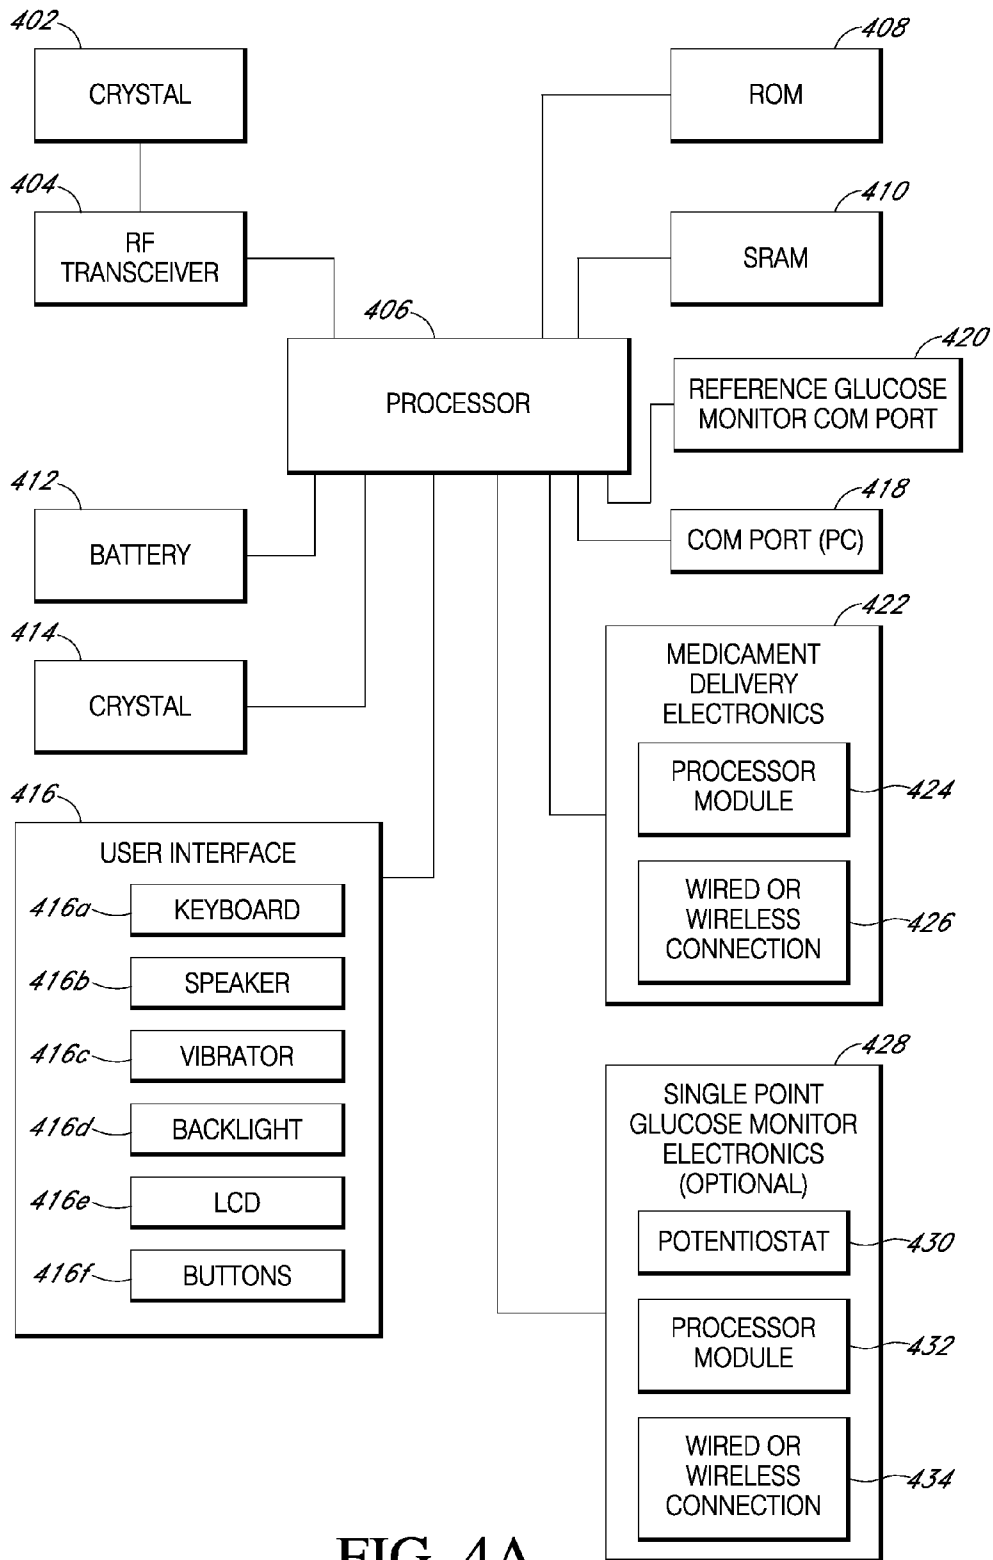 402
CRYSTAL
404
RF
TRANSCEIVER
406
PROCESSOR
408
ROM
410
SRAM
420
REFERENCE GLUCOSE
MONITOR COM PORT
418
COM PORT (PC)
412
BATTERY
414
CRYSTAL
416
USER INTERFACE
416a
KEYBOARD
416b
SPEAKER
416c
VIBRATOR
416d
BACKLIGHT
416e
LCD
416f
BUTTONS
422
MEDICAMENT
DELIVERY
ELECTRONICS
PROCESSOR
MODULE
424
WIRED OR
WIRELESS
CONNECTION
426
428
SINGLE POINT
GLUCOSE MONITOR
ELECTRONICS
(OPTIONAL)
POTENTIOSTAT
430
PROCESSOR
MODULE
432
WIRED OR
WIRELESS
CONNECTION
434
FIG. 4A